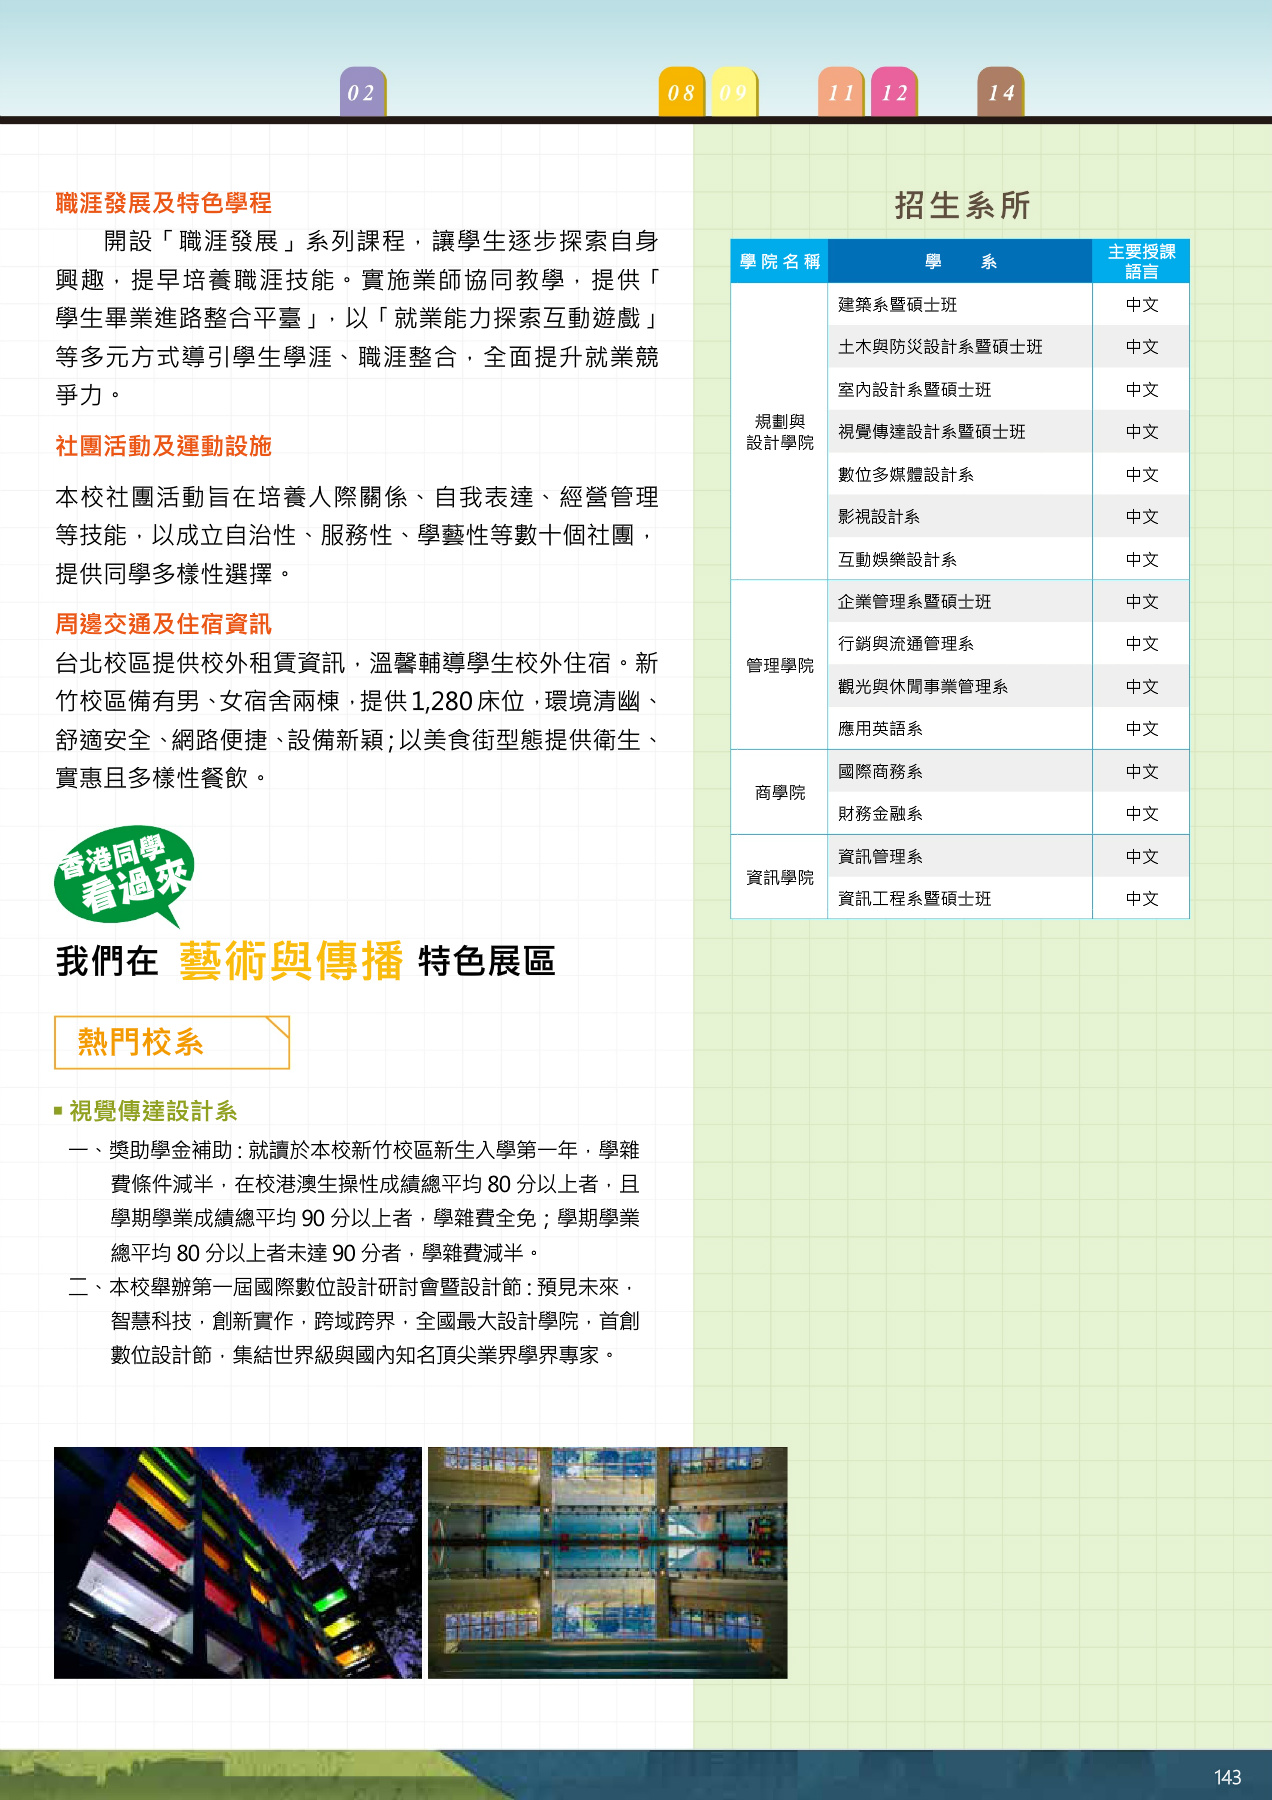 02
08
09
11
12
14
職涯發展及特色學程
開設「職涯發展」系列課程，讓學生逐步探索自身
興趣，提早培養職涯技能。實施業師協同教學，提供「
學生畢業進路整合平臺」，以「就業能力探索互動遊戲」
等多元方式導引學生學涯、職涯整合，全面提升就業競
爭力。
社團活動及運動設施
本校社團活動旨在培養人際關係、自我表達、經營管理
等技能，以成立自治性、服務性、學藝性等數十個社團，
提供同學多樣性選擇。
周邊交通及住宿資訊
台北校區提供校外租賃資訊，溫馨輔導學生校外住宿。新
竹校區備有男、女宿舍兩棟，提供1,280床位，環境清幽、
舒適安全、網路便捷、設備新穎；以美食街型態提供衛生、
實惠且多樣性餐飲。
香港同學
看過來
我們在 藝術與傳播 特色展區
熱門校系
■視覺傳達設計系
一、獎助學金補助：就讀於本校新竹校區新生入學第一年，學雜
費條件減半，在校港澳生操性成績總平均 80 分以上者，且
學期學業成績總平均 90 分以上者，學雜費全免；學期學業
總平均 80 分以上者未達 90 分者，學雜費減半。
二、本校舉辦第一屆國際數位設計研討會暨設計節：預見未來，
智慧科技，創新實作，跨域跨界，全國最大設計學院，首創
數位設計節，集結世界級與國內知名頂尖業界學界專家。
招生系所
學院名稱 學 系 主要授課
語言
規劃與
設計學院
建築系暨碩士班 中文
土木與防災設計系暨碩士班 中文
室內設計系暨碩士班 中文
視覺傳達設計系暨碩士班 中文
數位多媒體設計系 中文
影視設計系 中文
互動娛樂設計系 中文
管理學院
企業管理系暨碩士班 中文
行銷與流通管理系 中文
觀光與休閒事業管理系 中文
應用英語系 中文
商學院
國際商務系 中文
財務金融系 中文
資訊學院
資訊管理系 中文
資訊工程系暨碩士班 中文
143